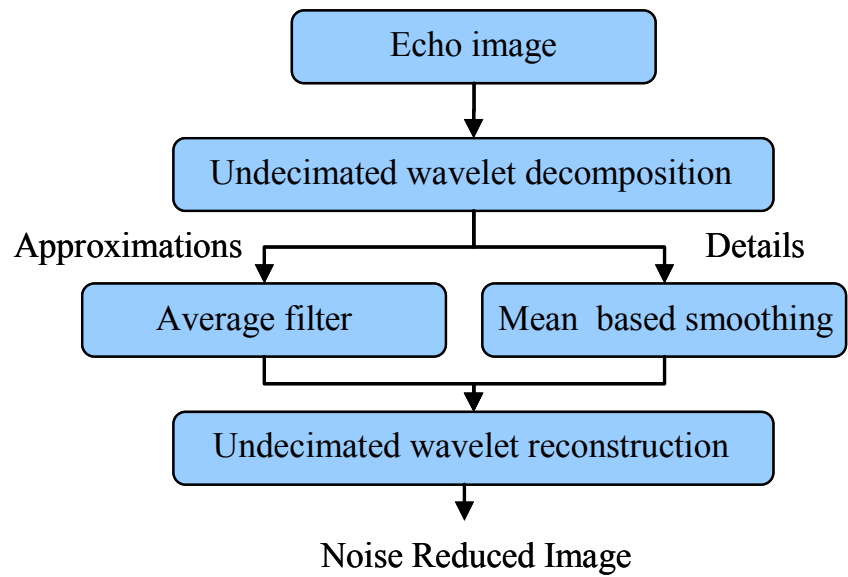 Echo image
Undecimated wavelet decomposition
Approximations
Details
Average filter
Mean based smoothing
Undecimated wavelet reconstruction
Noise Reduced Image